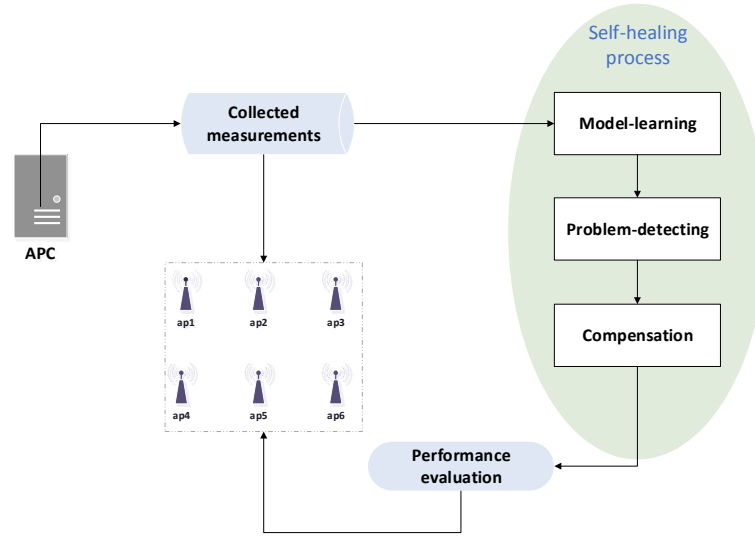 Self-healing
process
Collected
measurements
Model-learning
APC
Problem-detecting
ap1
ap2
ap3
Compensation
ap4
ap5
ap6
Performance
evaluation